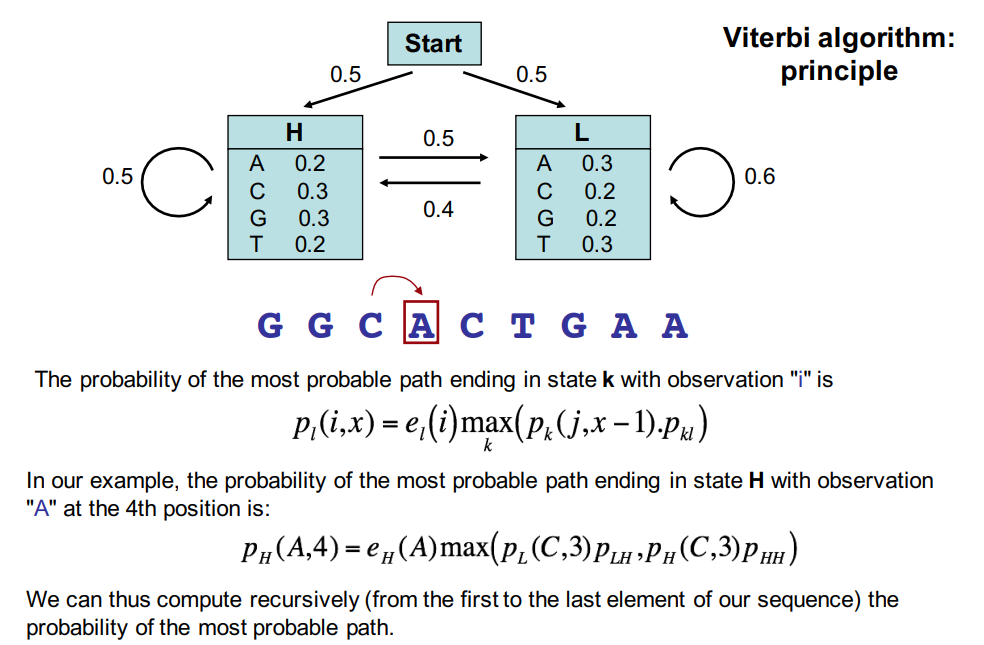 Start
Viterbi algorithm:
principle
0.5
0.5
H
A 0.2
C 0.3
G 0.3
T 0.2
0.5
0.5
0.4
L
A 0.3
C 0.2
G 0.2
T 0.3
0.6
G G C A C T G A A
The probability of the most probable path ending in state k with observation "i" is
p_l(i,x) = e_l(i) max_k (p_k(j,x−1).p_kl)
In our example, the probability of the most probable path ending in state H with observation
"A" at the 4th position is:
p_H(A,4) = e_H(A) max(p_L(C,3)p_LH, p_H(C,3)p_HH)
We can thus compute recursively (from the first to the last element of our sequence) the
probability of the most probable path.